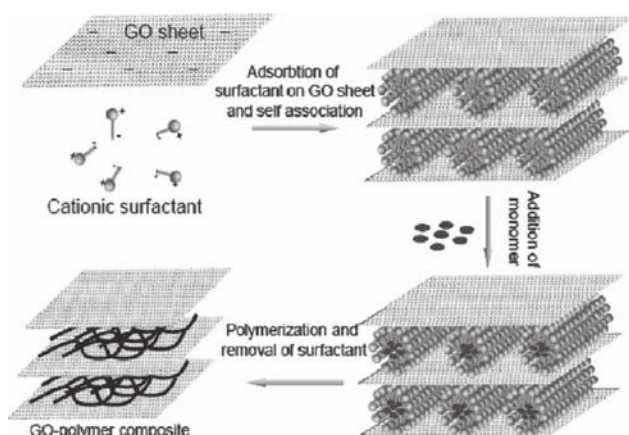 GO sheet
Adsorbtion of
surfactant on GO sheet
and self association
Cationic surfactant
Addition of
monomer
Polymerization and
removal of surfactant
GO-polymer composite